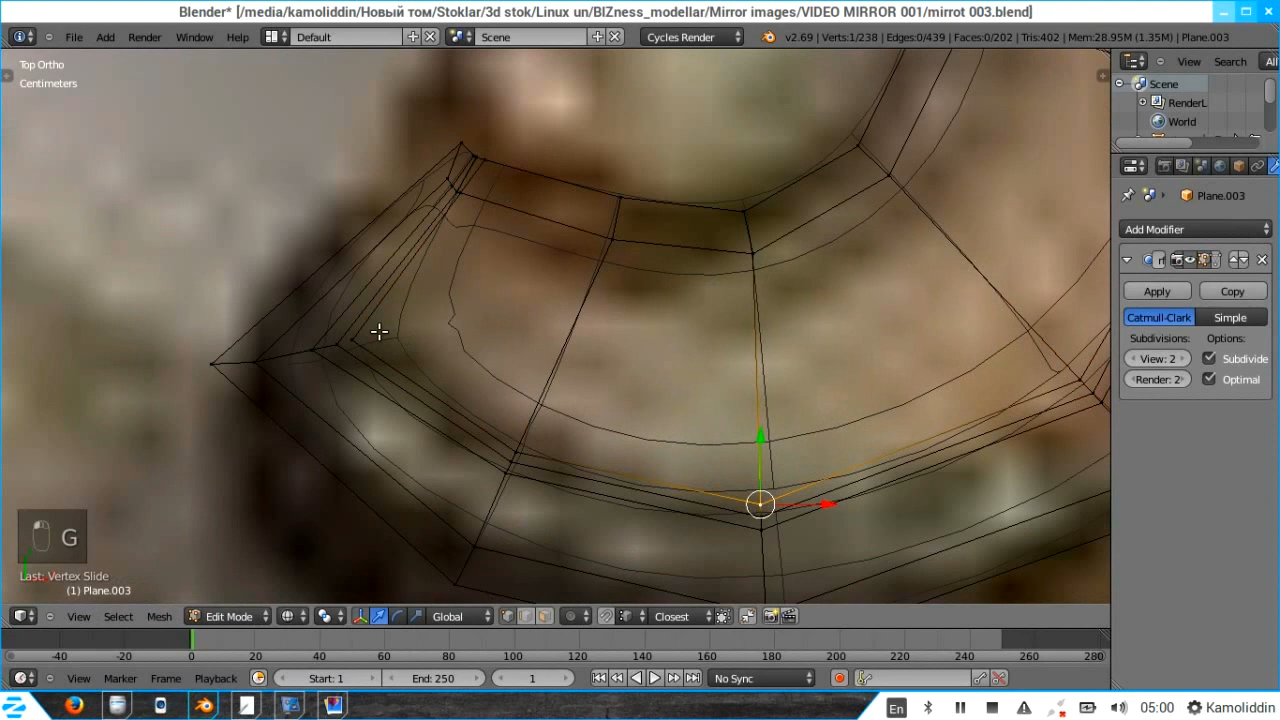 Blender* [/media/kamoliddin/Новый том/Stoklar/3d stok/Linux un/BIZness_modellar/Mirror images/VIDEO MIRROR 001/mirrot 003.blend]
File Add Render Window Help Default Scene Cycles Render v2.69 | Verts:1/238 | Edges:0/439 | Faces:0/202 | Tris:402 | Mem:28.95M (1.35M) | Plane.003
Top Ortho
Centimeters
View Search All
Scene
RenderL
World
Plane.003
Add Modifier
Apply Copy
Catmull-Clark Simple
Subdivisions: Options:
View: 2 Subdivide
Render: 2 Optimal
G
Last: Vertex Slide
(1) Plane.003
View Select Mesh Edit Mode Global Closest
-40 -20 0 20 40 60 80 100 120 140 160 180 200 220 240 260 280
View Marker Frame Playback Start: 1 End: 250 1 No Sync
En 05:00 Kamoliddin